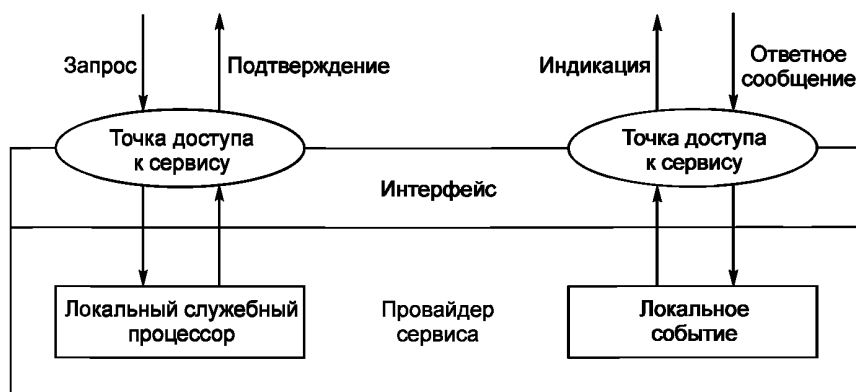 Запрос
Подтверждение
Индикация
Ответное
сообщение
Точка доступа
к сервису
Точка доступа
к сервису
Интерфейс
Локальный служебный
процессор
Провайдер
сервиса
Локальное
событие